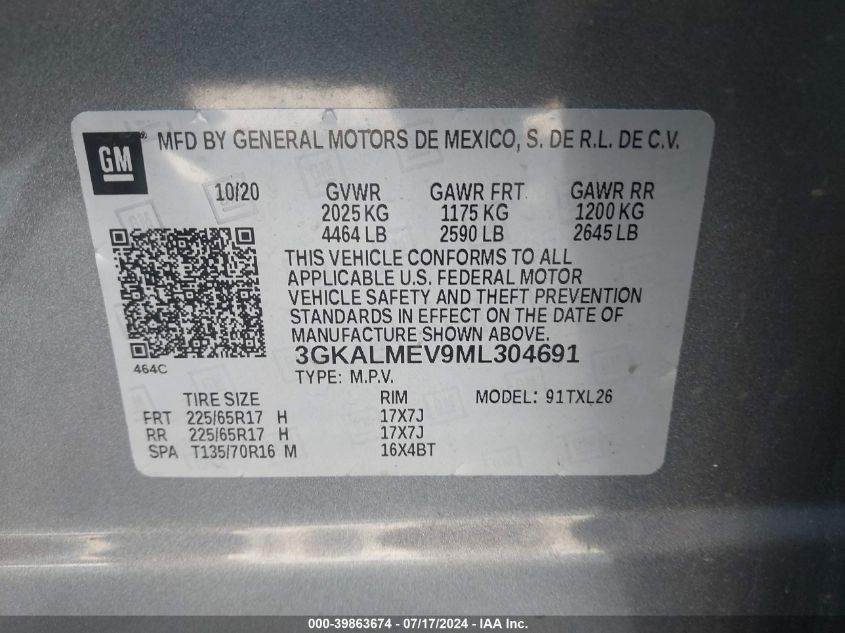 GM ® MFD BY GENERAL MOTORS DE MEXICO, S. DE R.L. DE C.V.
10/20 GVWR GAWR FRT GAWR RR
2025 KG 1175 KG 1200 KG
4464 LB 2590 LB 2645 LB
THIS VEHICLE CONFORMS TO ALL
APPLICABLE U.S. FEDERAL MOTOR
VEHICLE SAFETY AND THEFT PREVENTION
STANDARDS IN EFFECT ON THE DATE OF
MANUFACTURE SHOWN ABOVE.
3GKALMEV9ML304691
464C
TYPE: M.P.V.
TIRE SIZE RIM MODEL: 91TXL26
FRT 225/65R17 H 17X7J
RR 225/65R17 H 17X7J
SPA T135/70R16 M 16X4BT
000-39863674 - 07/17/2024 - IAA Inc.